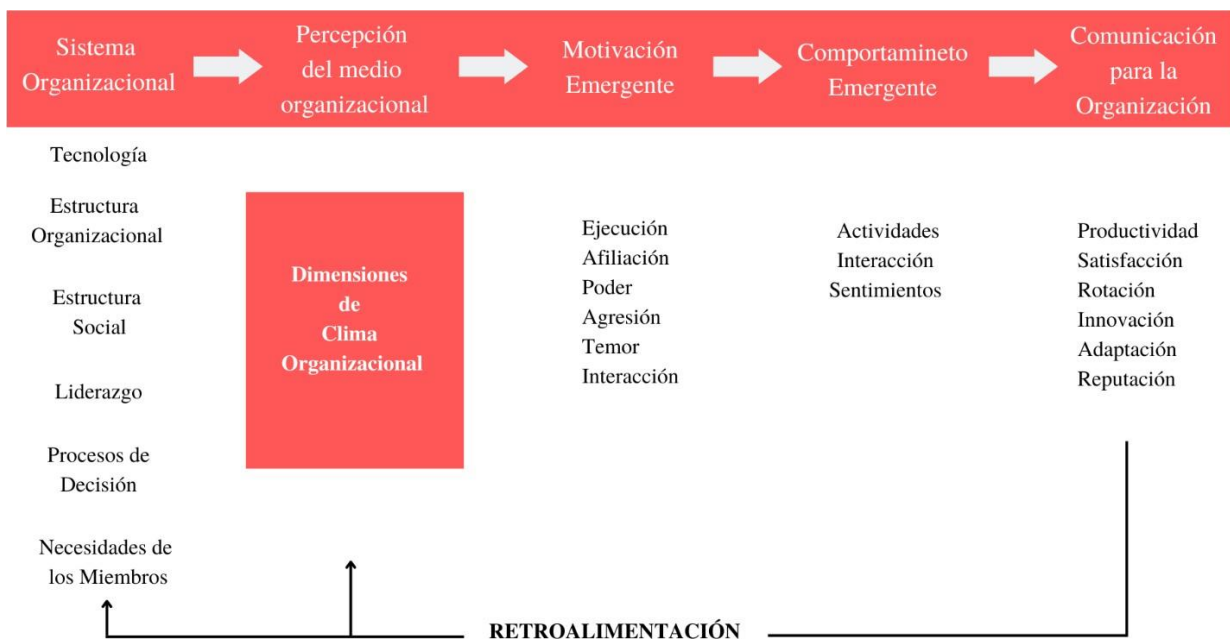 Sistema
Organizacional
Percepción
del medio
organizacional
Motivación
Emergente
Comportamineto
Emergente
Comunicación
para la
Organización
Tecnología
Estructura
Organizacional
Estructura
Social
Liderazgo
Procesos de
Decisión
Necesidades de
los Miembros
Dimensiones
de
Clima
Organizacional
Ejecución
Afiliación
Poder
Agresión
Temor
Interacción
Actividades
Interacción
Sentimientos
Productividad
Satisfacción
Rotación
Innovación
Adaptación
Reputación
RETROALIMENTACIÓN